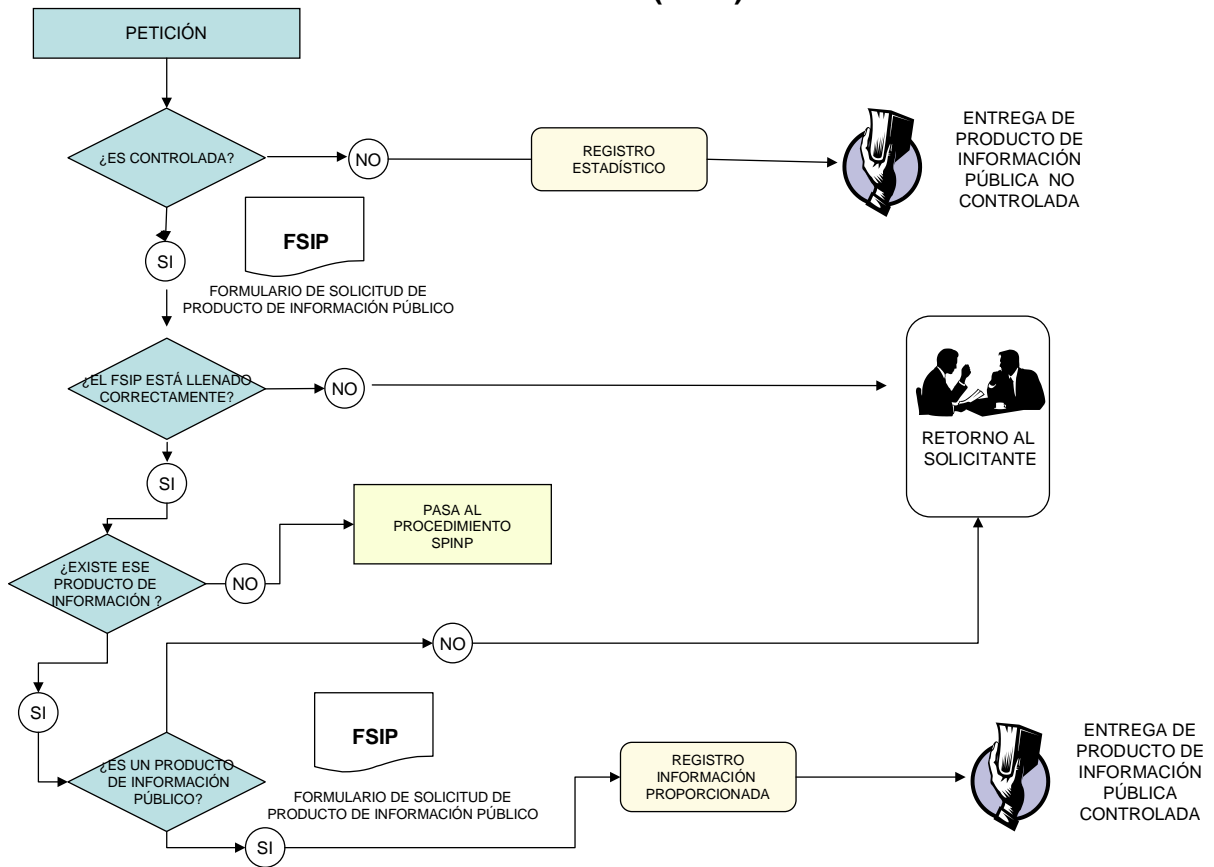 PETICIÓN
¿ES CONTROLADA?
NO
REGISTRO
ESTADÍSTICO
ENTREGA DE
PRODUCTO DE
INFORMACIÓN
PÚBLICA NO
CONTROLADA
SI
FSIP
FORMULARIO DE SOLICITUD DE
PRODUCTO DE INFORMACIÓN PÚBLICO
¿EL FSIP ESTÁ LLENADO
CORRECTAMENTE?
NO
RETORNO AL
SOLICITANTE
SI
PASA AL
PROCEDIMIENTO
SPINP
¿EXISTE ESE
PRODUCTO DE
INFORMACIÓN ?
NO
NO
SI
¿ES UN PRODUCTO
DE INFORMACIÓN
PÚBLICO?
FSIP
FORMULARIO DE SOLICITUD DE
PRODUCTO DE INFORMACIÓN PÚBLICO
SI
REGISTRO
INFORMACIÓN
PROPORCIONADA
ENTREGA DE
PRODUCTO DE
INFORMACIÓN
PÚBLICA
CONTROLADA